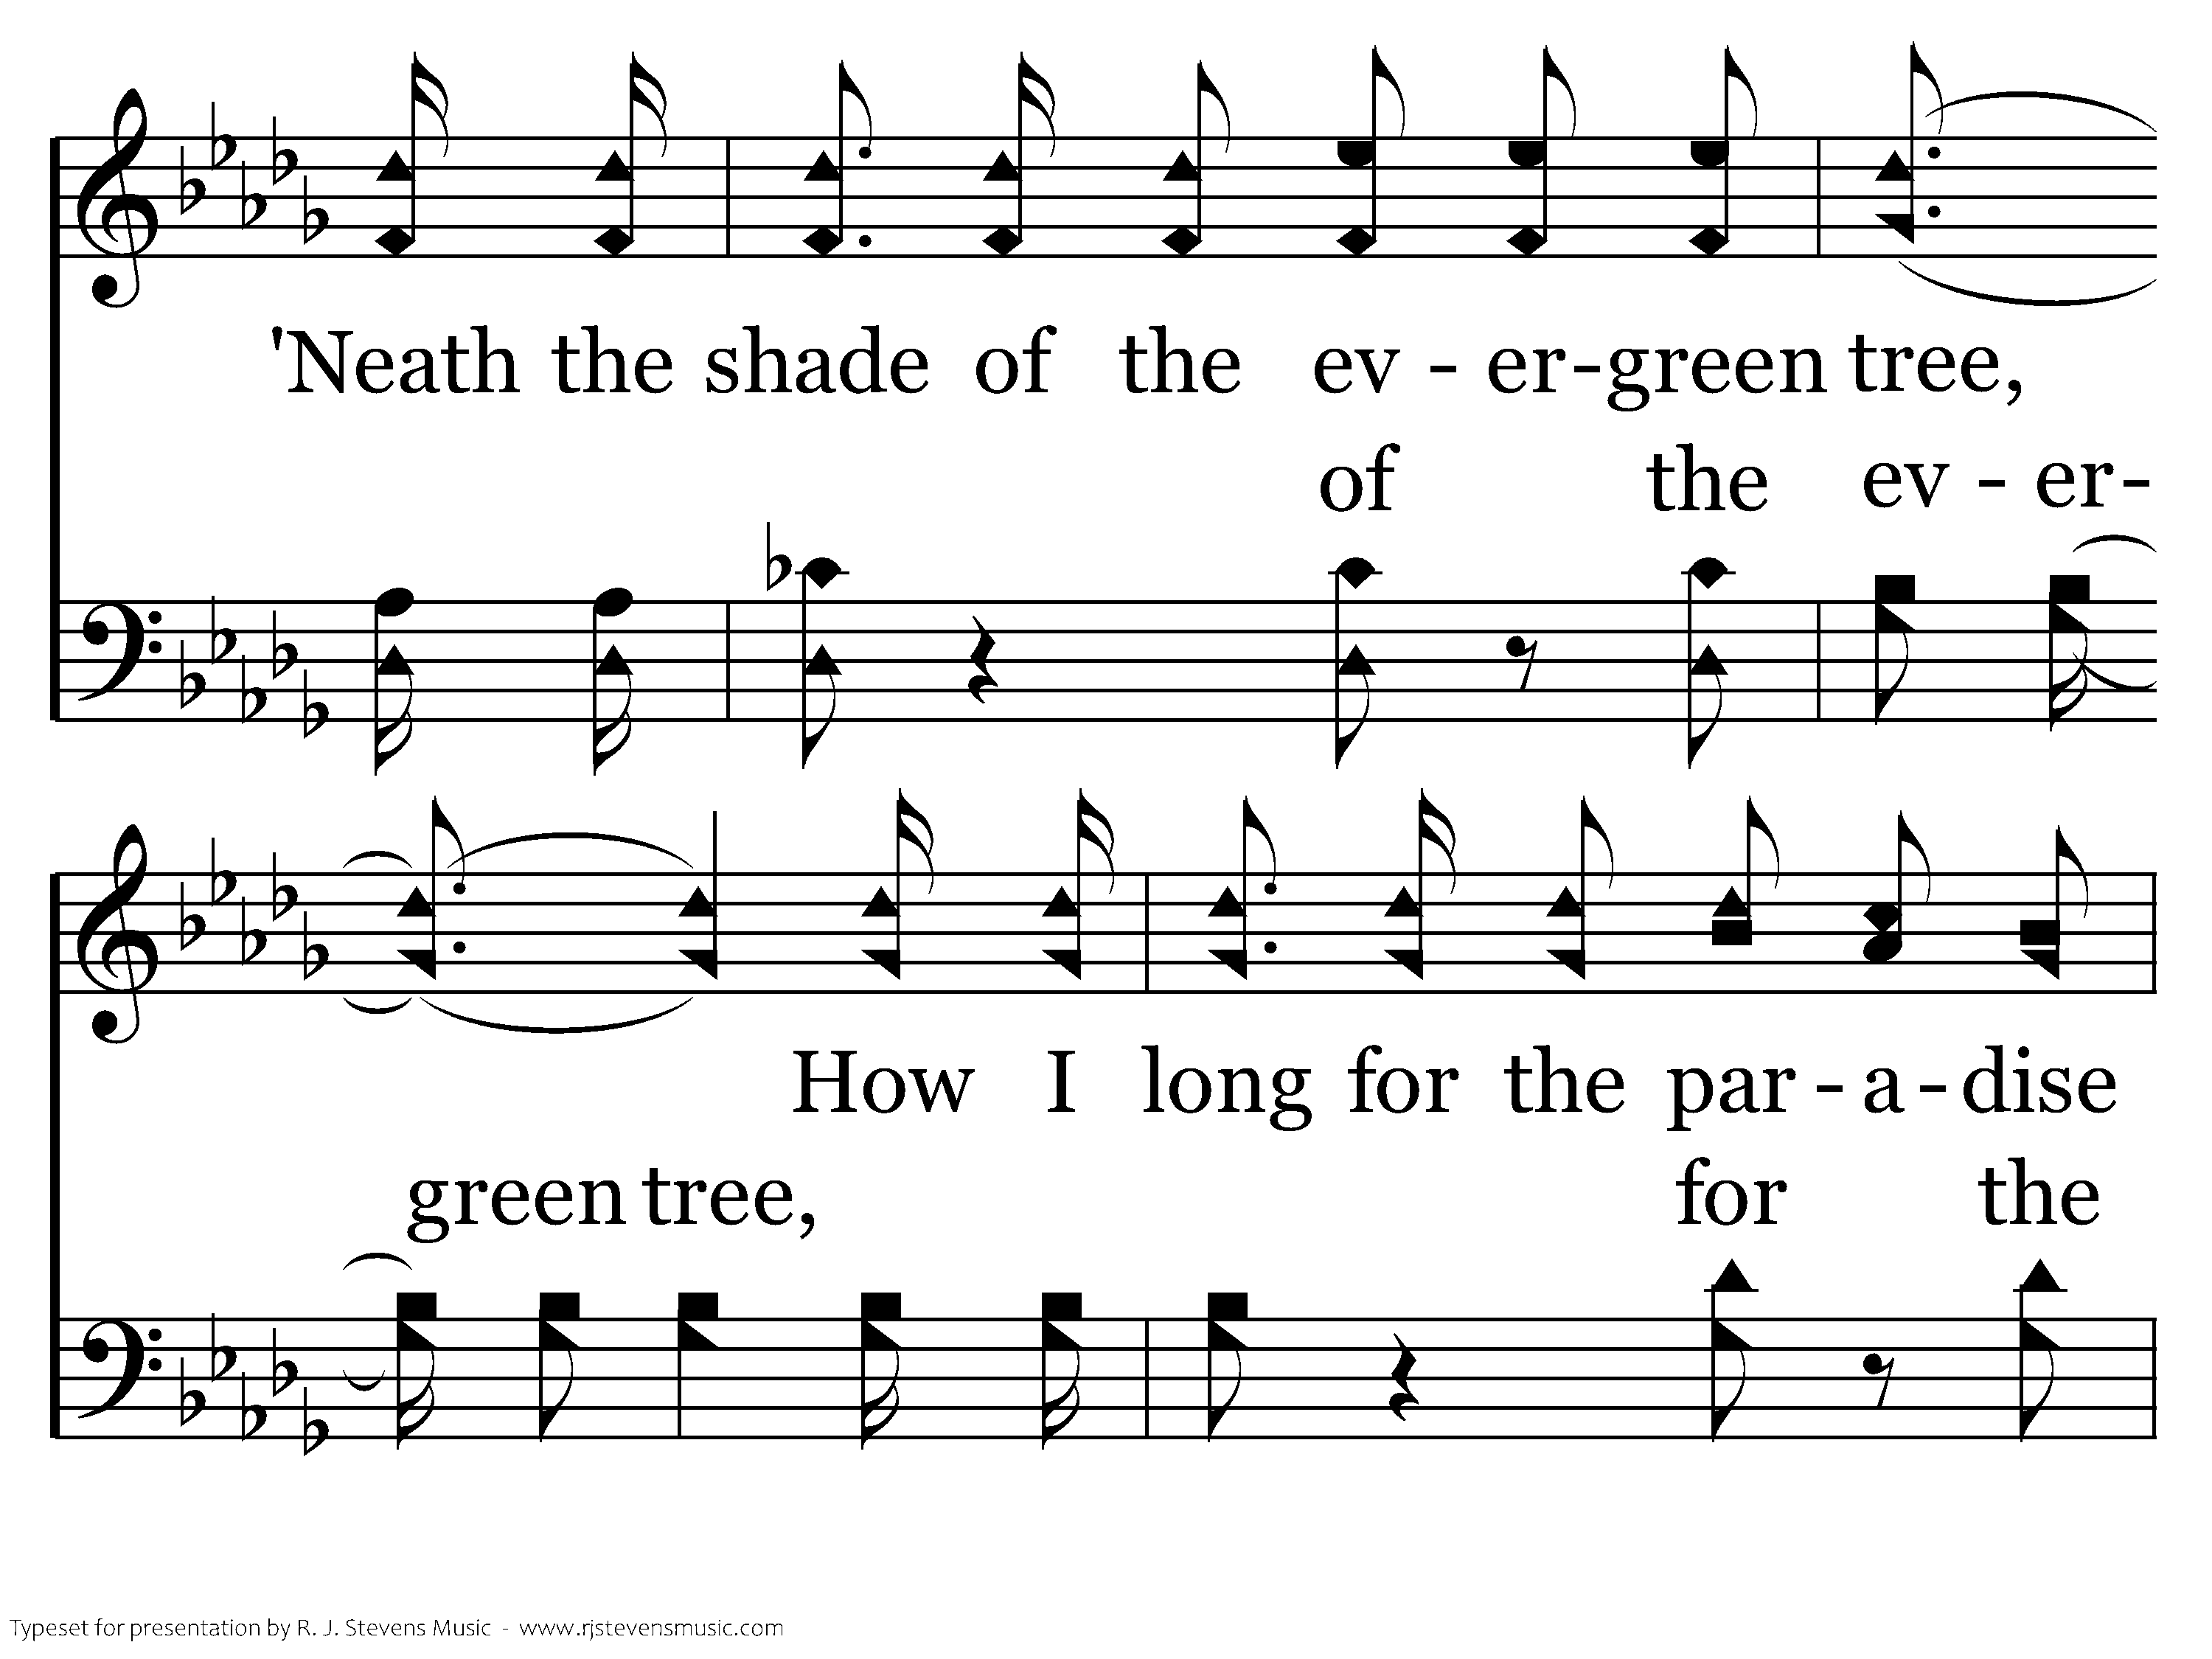 'Neath the shade of the ev - er-green tree,
of the ev - er-
How I long for the par - a - dise
green tree, for the
Typeset for presentation by R. J. Stevens Music - www.rjstevensmusic.com